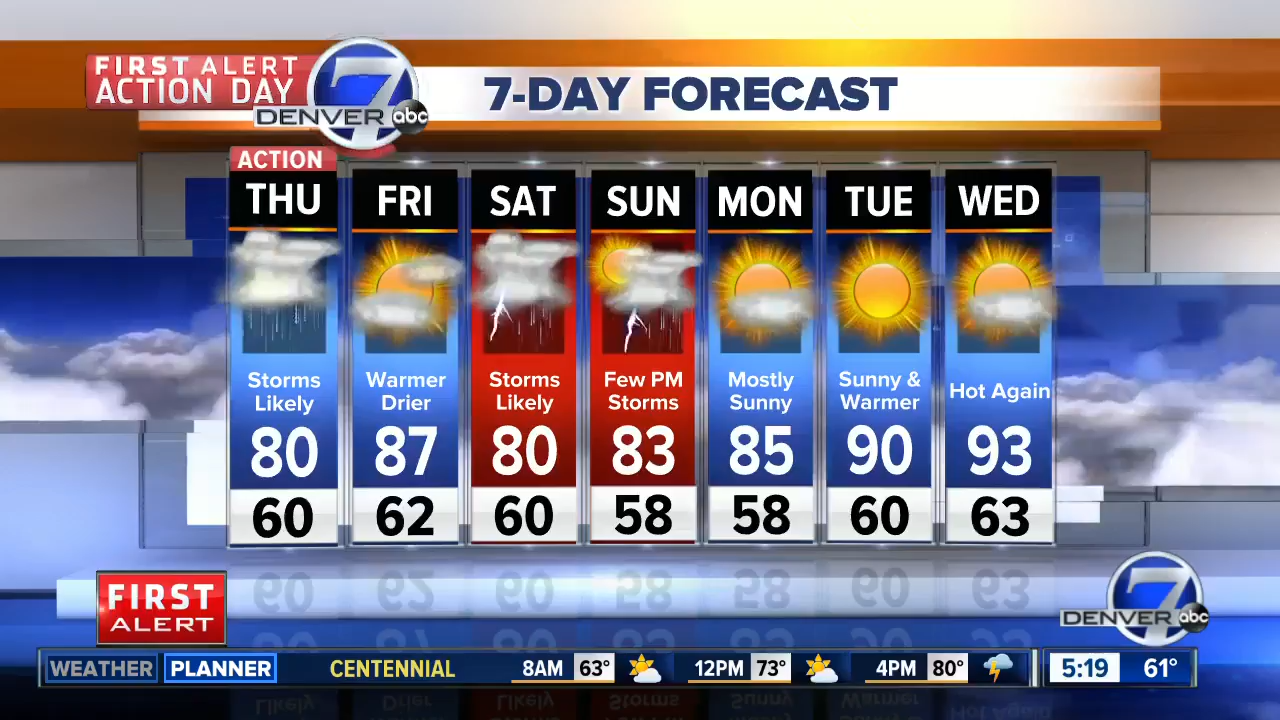 FIRST ALERT
ACTION DAY
7
DENVER abc
7-DAY FORECAST
ACTION
THU FRI SAT SUN MON TUE WED
Storms Likely
80
60
Warmer Drier
87
62
Storms Likely
80
60
Few PM Storms
83
58
Mostly Sunny
85
58
Sunny & Warmer
90
60
Hot Again
93
63
FIRST
ALERT
7
DENVER abc
WEATHER PLANNER CENTENNIAL 8AM 63° 12PM 73° 4PM 80° 5:19 61°